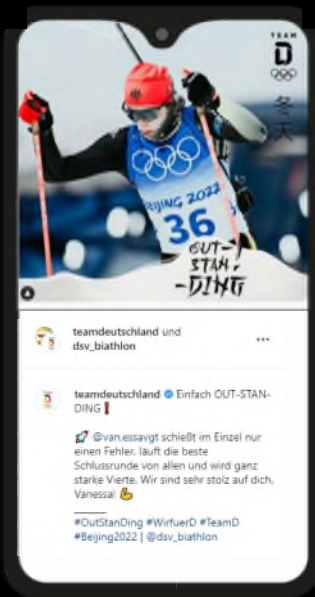 TEAM
D
冬
天
BEIJING 2022
36
OUT-
STAN-
-DING
teamdeutschland und
dsv_biathlon
teamdeutschland Einfach OUT-STAN-
DING❗
🚀 @van.essavgt schießt im Einzel nur
einen Fehler, läuft die beste
Schlussrunde von allen und wird ganz
starke Vierte. Wir sind sehr stolz auf dich,
Vanessa! 💪
#OutStanDing #WirfuerD #TeamD
#Beijing2022 | @dsv_biathlon